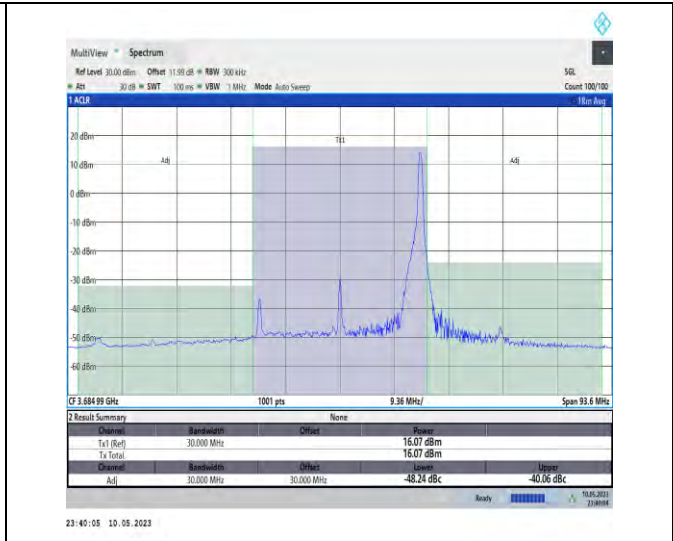 MultiView Spectrum
Ref Level 30.00 dBm Offset 11.99 dB RBW 300 kHz SGL
Att 30 dB SWT 100 ms VBW 1 MHz Mode Auto Sweep Count 100/100
1 ACLR 1Rm Avg
Tx1
Adj Adj
20 dBm
10 dBm
0 dBm
-10 dBm
-20 dBm
-30 dBm
-40 dBm
-50 dBm
-60 dBm
CF 3.684 99 GHz 1001 pts 9.36 MHz/ Span 93.6 MHz
2 Result Summary None
Channel Bandwidth Offset Power
Tx1 (Ref) 30.000 MHz 16.07 dBm
Tx Total 16.07 dBm
Channel Bandwidth Offset Lower Upper
Adj 30.000 MHz 30.000 MHz -48.24 dBc -40.06 dBc
Ready 10.05.2023
23:40:04
23:40:05 10.05.2023